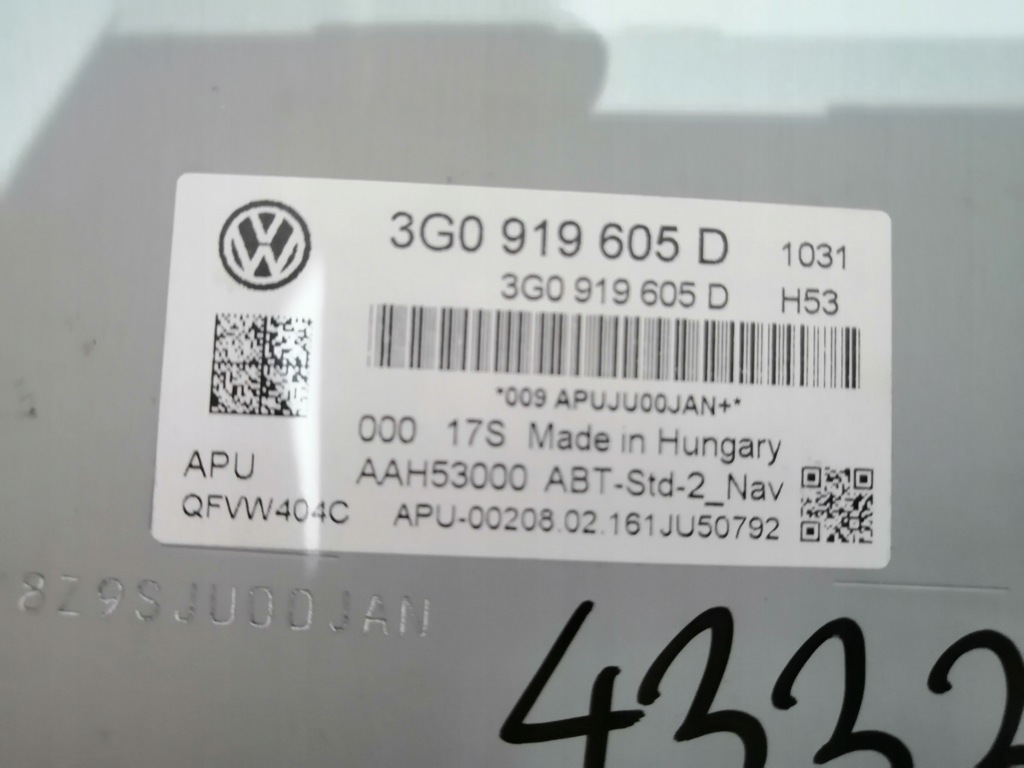 3G0 919 605 D 1031
3G0 919 605 D H53
*009 APUJU00JAN+*
000 17S Made in Hungary
APU AAH53000 ABT-Std-2_Nav
QFVW404C APU-00208.02.161JU50792
8Z9SJU00JAN